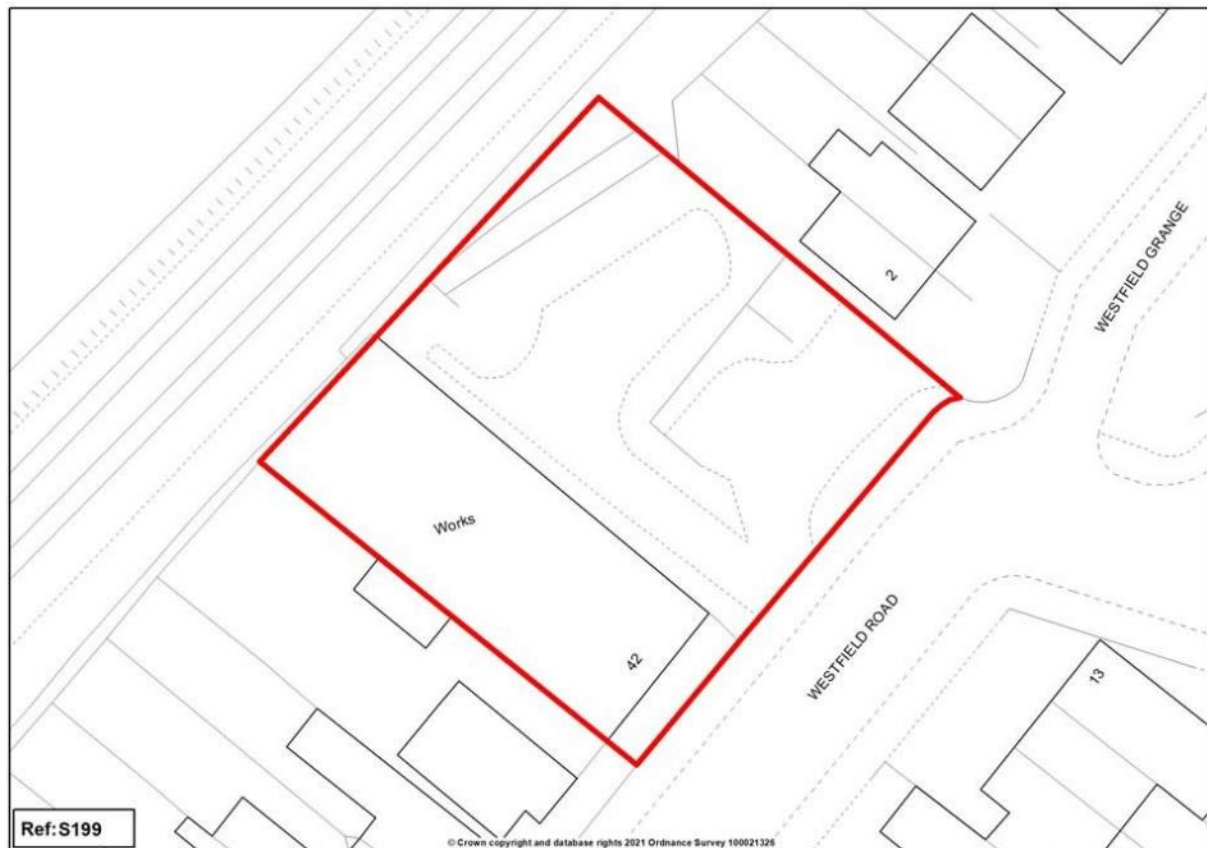 2
WESTFIELD GRANGE
Works
42
WESTFIELD ROAD
13
Ref:S199
© Crown copyright and database rights 2021 Ordnance Survey 100021326